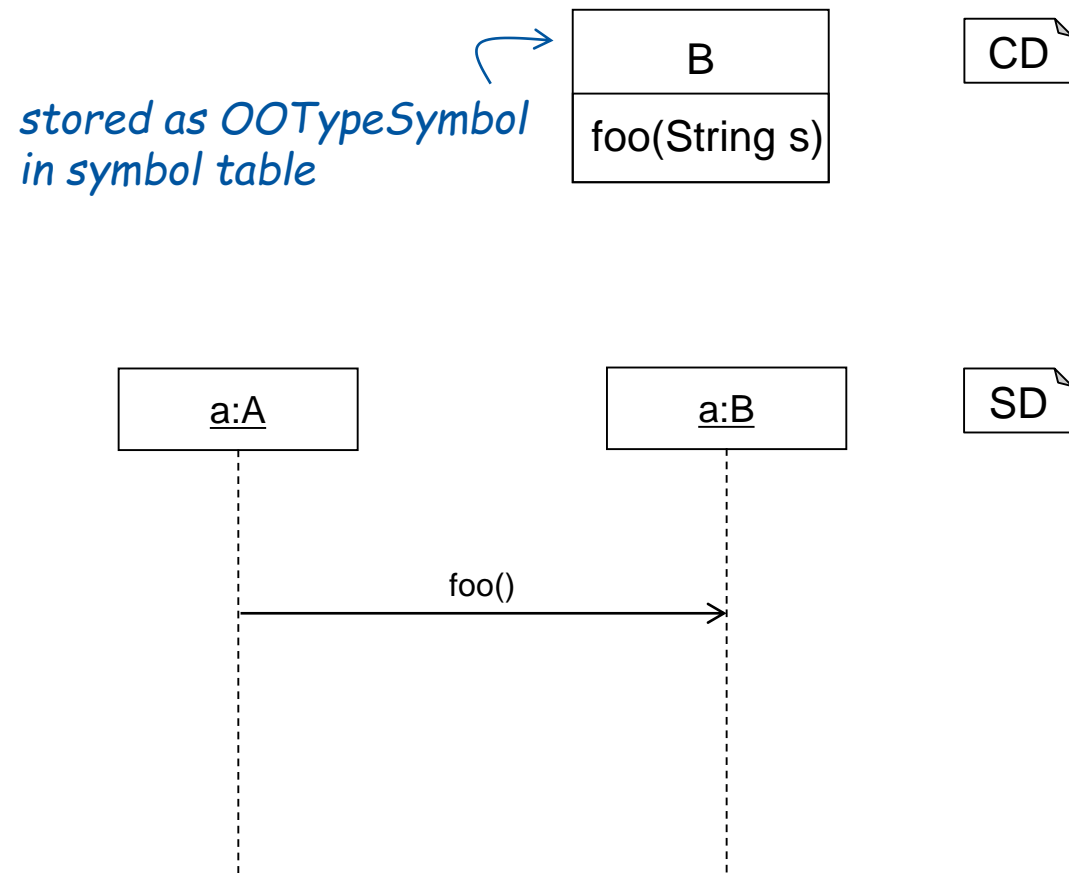 B
CD
stored as OOTypeSymbol
in symbol table
foo(String s)
a:A
a:B
SD
foo()